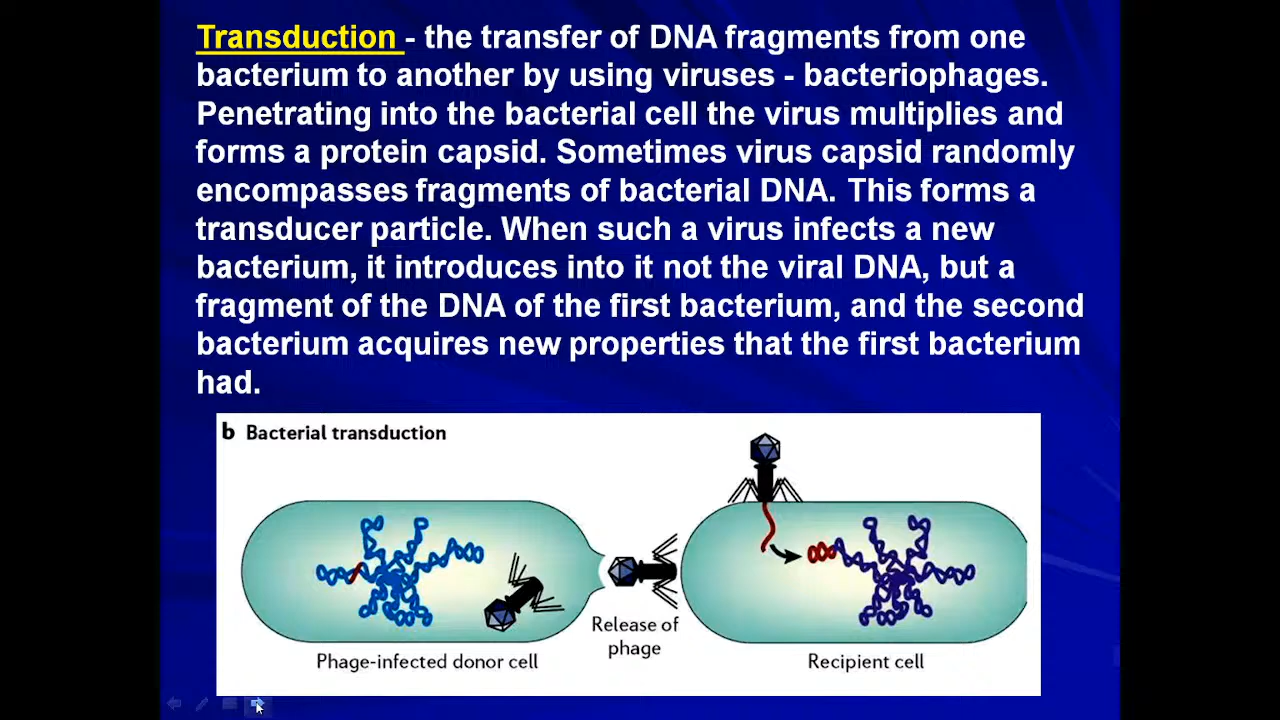 Transduction - the transfer of DNA fragments from one
bacterium to another by using viruses - bacteriophages.
Penetrating into the bacterial cell the virus multiplies and
forms a protein capsid. Sometimes virus capsid randomly
encompasses fragments of bacterial DNA. This forms a
transducer particle. When such a virus infects a new
bacterium, it introduces into it not the viral DNA, but a
fragment of the DNA of the first bacterium, and the second
bacterium acquires new properties that the first bacterium
had.
b Bacterial transduction
Release of
phage
Phage-infected donor cell
Recipient cell